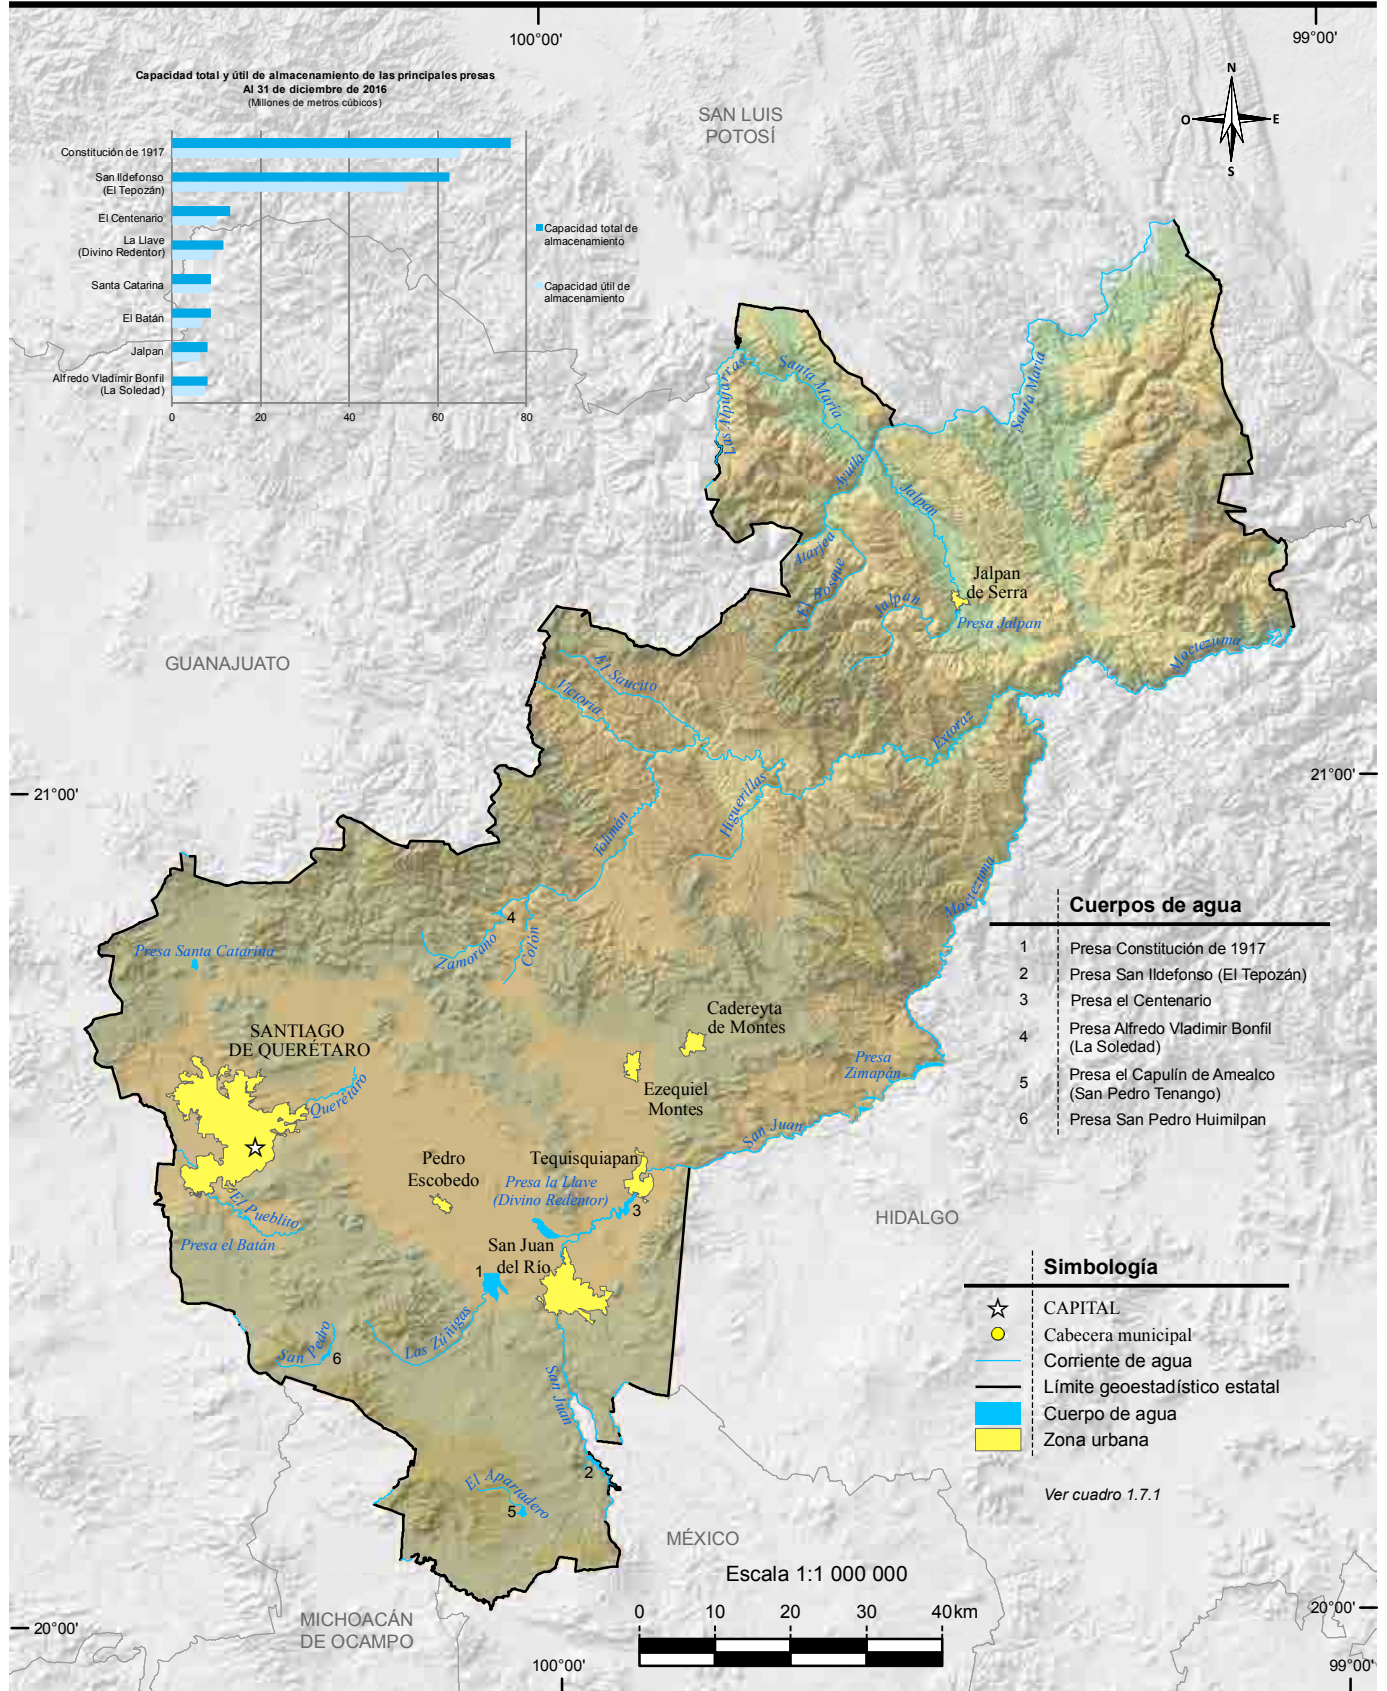 100°00'
99°00'
Capacidad total y útil de almacenamiento de las principales presas
Al 31 de diciembre de 2016
(Millones de metros cúbicos)
Constitución de 1917
San Ildefonso
(El Tepozán)
El Centenario
La Llave
(Divino Redentor)
Santa Catarina
El Batán
Jalpan
Alfredo Vladimir Bonfil
(La Soledad)
0 20 40 60 80
Capacidad total de
almacenamiento
Capacidad útil de
almacenamiento
SAN LUIS
POTOSÍ
N
O
E
S
Las Alpujarras
Santa María
Santa María
Ayutla
Jalpan
Atarjea
El Bosque
Jalpan
Jalpan
de Serra
Presa Jalpan
Moctezuma
GUANAJUATO
El Saucito
Victoria
Extoraz
21°00'
21°00'
Higuerillas
Tolimán
Moctezuma
4
Zamorano
Colón
Presa Santa Catarina
Cadereyta
de Montes
SANTIAGO
DE QUERÉTARO
Presa
Zimapán
Querétaro
Ezequiel
Montes
San Juan
Pedro
Escobedo
Tequisquiapan
Presa la Llave
(Divino Redentor)
3
El Pueblito
Presa el Batán
San Juan
del Río
1
HIDALGO
San Pedro
6
Las Zúñigas
San Juan
2
El Apartadero
5
Cuerpos de agua
1 Presa Constitución de 1917
2 Presa San Ildefonso (El Tepozán)
3 Presa el Centenario
4 Presa Alfredo Vladimir Bonfil
(La Soledad)
5 Presa el Capulín de Amealco
(San Pedro Tenango)
6 Presa San Pedro Huimilpan
Simbología
CAPITAL
Cabecera municipal
Corriente de agua
Límite geoestadístico estatal
Cuerpo de agua
Zona urbana
Ver cuadro 1.7.1
MÉXICO
Escala 1:1 000 000
0 10 20 30 40 km
MICHOACÁN
DE OCAMPO
20°00'
20°00'
100°00'
99°00'